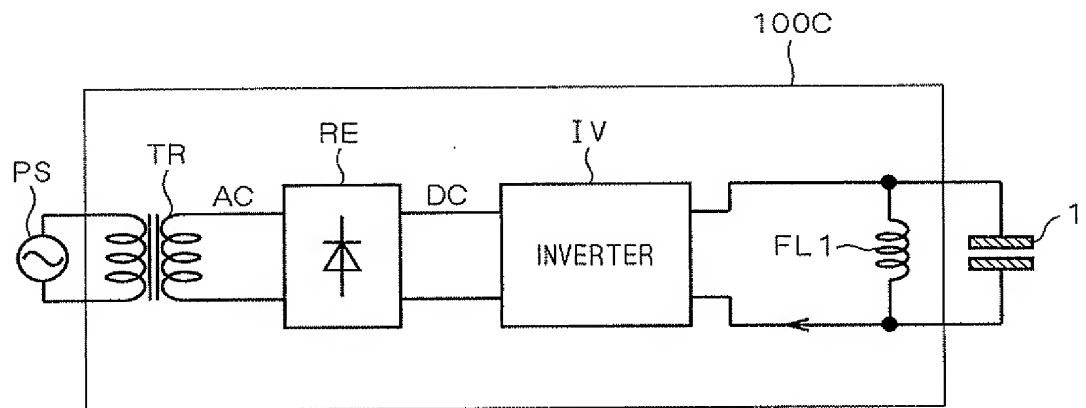 100C
PS
TR
AC
RE
DC
IV
INVERTER
FL1
1